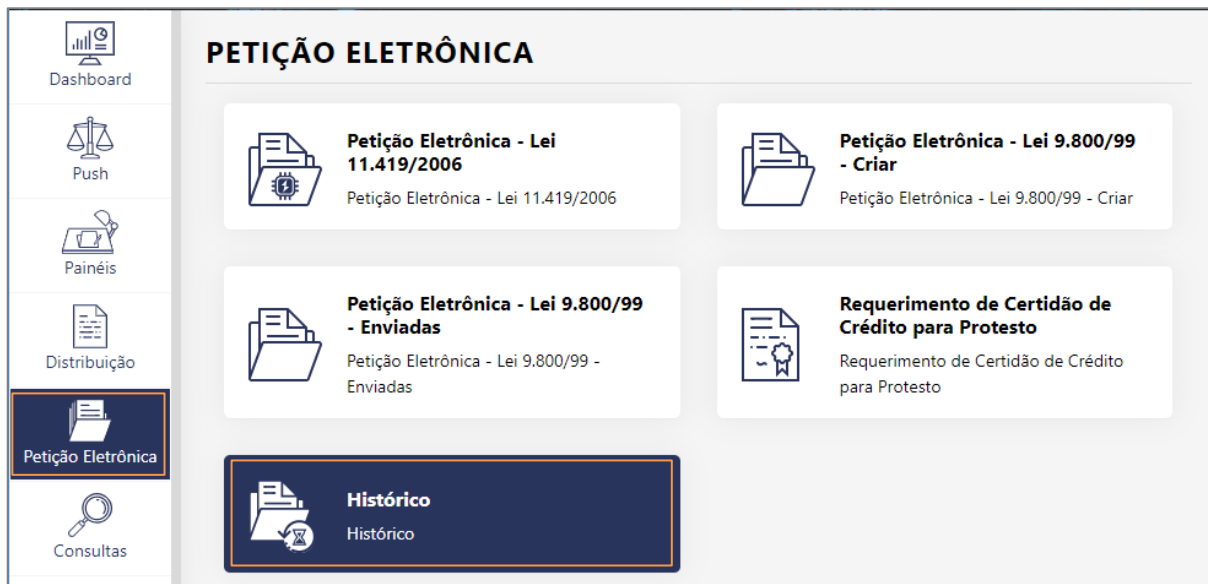 Dashboard
Push
Painéis
Distribuição
Petição Eletrônica
Consultas
PETIÇÃO ELETRÔNICA
Petição Eletrônica - Lei
11.419/2006
Petição Eletrônica - Lei 11.419/2006
Petição Eletrônica - Lei 9.800/99
- Criar
Petição Eletrônica - Lei 9.800/99 - Criar
Petição Eletrônica - Lei 9.800/99
- Enviadas
Petição Eletrônica - Lei 9.800/99 -
Enviadas
Requerimento de Certidão de
Crédito para Protesto
Requerimento de Certidão de Crédito
para Protesto
Histórico
Histórico